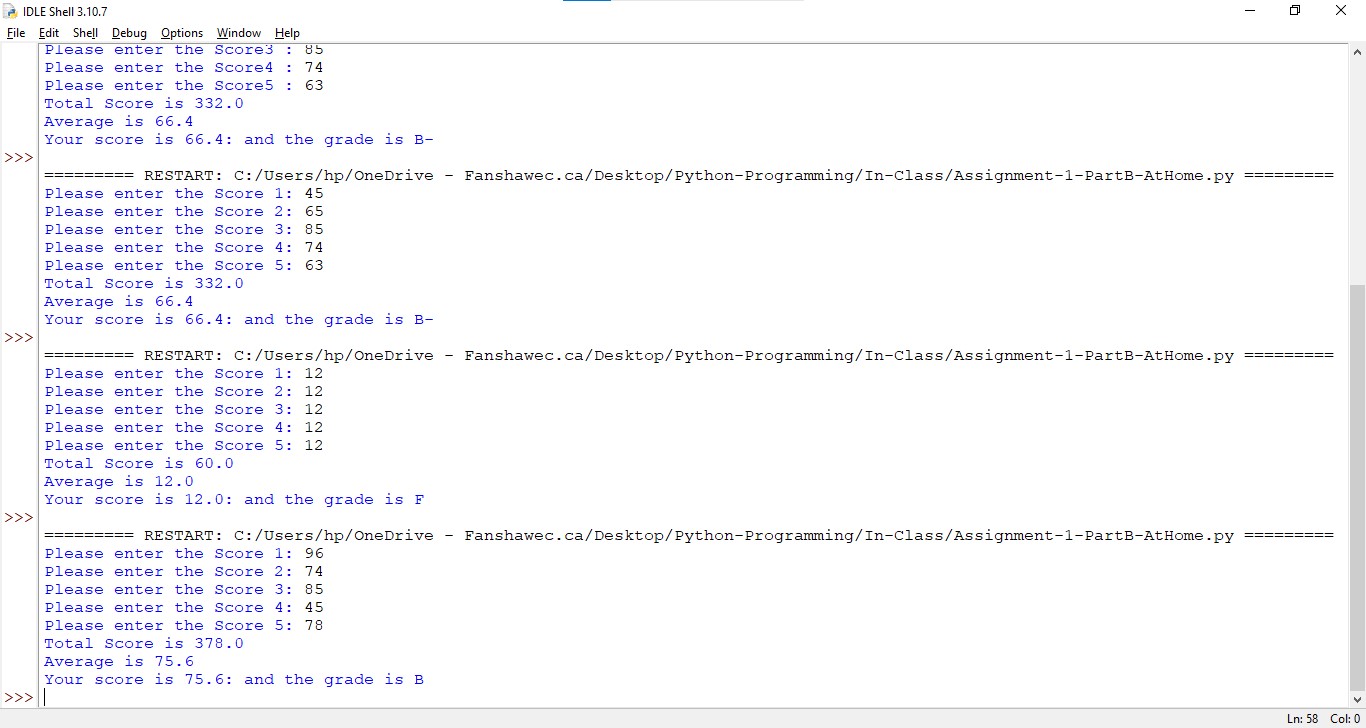 IDLE Shell 3.10.7
File Edit Shell Debug Options Window Help
Please enter the Score3 : 85
Please enter the Score4 : 74
Please enter the Score5 : 63
Total Score is 332.0
Average is 66.4
Your score is 66.4: and the grade is B-
>>>
========= RESTART: C:/Users/hp/OneDrive - Fanshawec.ca/Desktop/Python-Programming/In-Class/Assignment-1-PartB-AtHome.py =========
Please enter the Score 1: 45
Please enter the Score 2: 65
Please enter the Score 3: 85
Please enter the Score 4: 74
Please enter the Score 5: 63
Total Score is 332.0
Average is 66.4
Your score is 66.4: and the grade is B-
>>>
========= RESTART: C:/Users/hp/OneDrive - Fanshawec.ca/Desktop/Python-Programming/In-Class/Assignment-1-PartB-AtHome.py =========
Please enter the Score 1: 12
Please enter the Score 2: 12
Please enter the Score 3: 12
Please enter the Score 4: 12
Please enter the Score 5: 12
Total Score is 60.0
Average is 12.0
Your score is 12.0: and the grade is F
>>>
========= RESTART: C:/Users/hp/OneDrive - Fanshawec.ca/Desktop/Python-Programming/In-Class/Assignment-1-PartB-AtHome.py =========
Please enter the Score 1: 96
Please enter the Score 2: 74
Please enter the Score 3: 85
Please enter the Score 4: 45
Please enter the Score 5: 78
Total Score is 378.0
Average is 75.6
Your score is 75.6: and the grade is B
>>>
Ln: 58 Col: 0